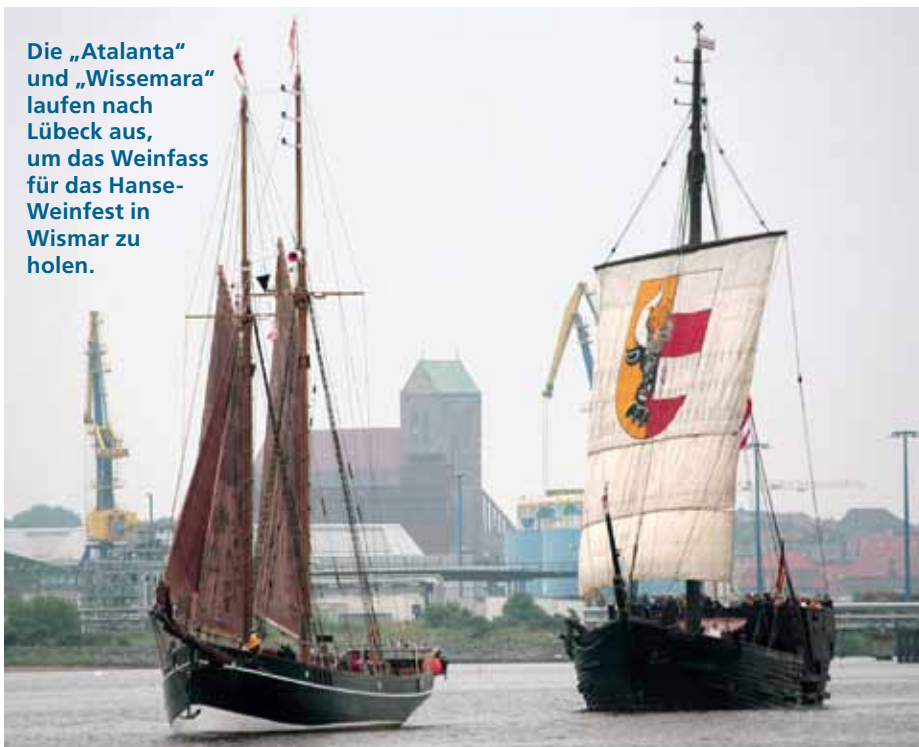 Die „Atalanta“
und „Wissemara“
laufen nach
Lübeck aus,
um das Weinfass
für das Hanse-
Weinfest in
Wismar zu
holen.